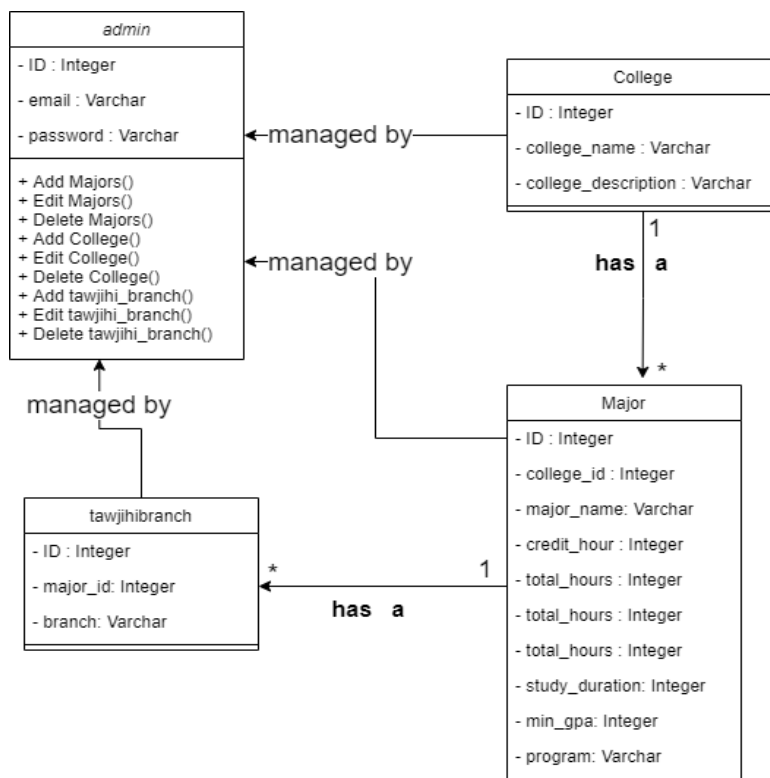 admin
- ID : Integer
- email : Varchar
- password : Varchar
+ Add Majors()
+ Edit Majors()
+ Delete Majors()
+ Add College()
+ Edit College()
+ Delete College()
+ Add tawjihi_branch()
+ Edit tawjihi_branch()
+ Delete tawjihi_branch()
managed by
College
- ID : Integer
- college_name : Varchar
- college_description : Varchar
1
has a
*
managed by
managed by
Major
- ID : Integer
- college_id : Integer
- major_name: Varchar
- credit_hour : Integer
- total_hours : Integer
- total_hours : Integer
- total_hours : Integer
- study_duration: Integer
- min_gpa: Integer
- program: Varchar
tawjihibranch
- ID : Integer
- major_id: Integer
- branch: Varchar
*
1
has a